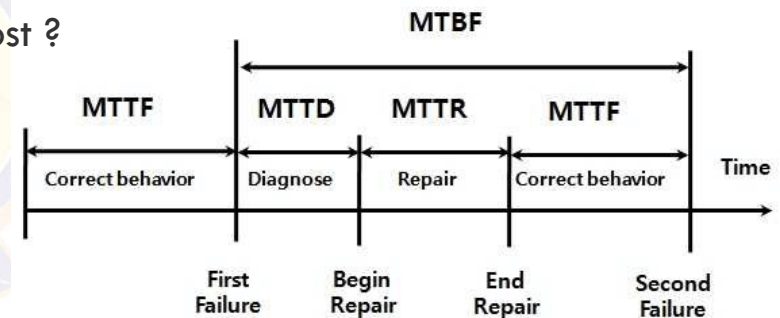 ost ?
MTBF
MTTF MTTD MTTR MTTF
Correct behavior Diagnose Repair Correct behavior Time
First Begin End Second
Failure Repair Repair Failure